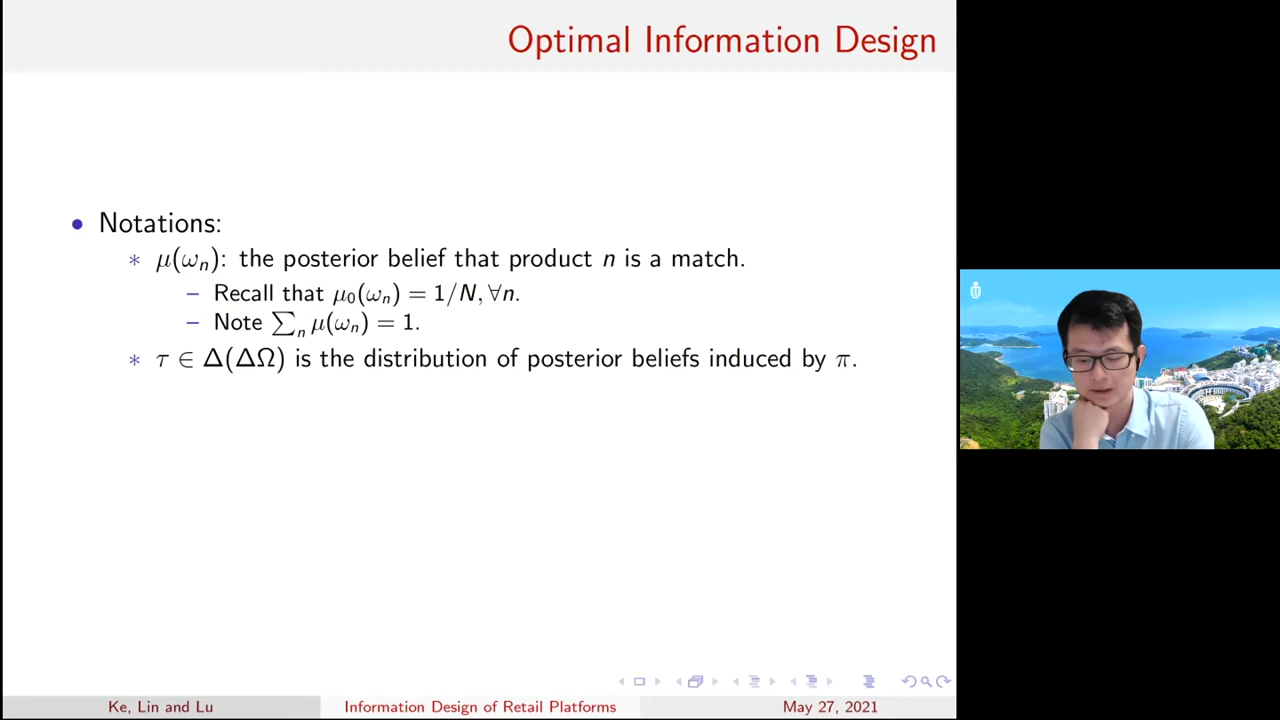 Optimal Information Design
• Notations:
∗ μ(ωₙ): the posterior belief that product n is a match.
– Recall that μ₀(ωₙ) = 1/N, ∀n.
– Note ∑ₙ μ(ωₙ) = 1.
∗ τ ∈ Δ(ΔΩ) is the distribution of posterior beliefs induced by π.
Ke, Lin and Lu
Information Design of Retail Platforms
May 27, 2021